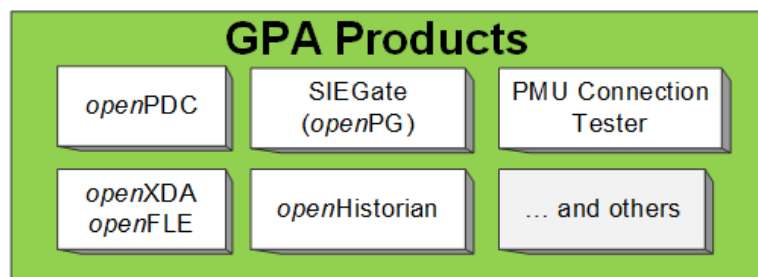 GPA Products
openPDC
SIEGate
(openPG)
PMU Connection
Tester
openXDA
openFLE
openHistorian
... and others